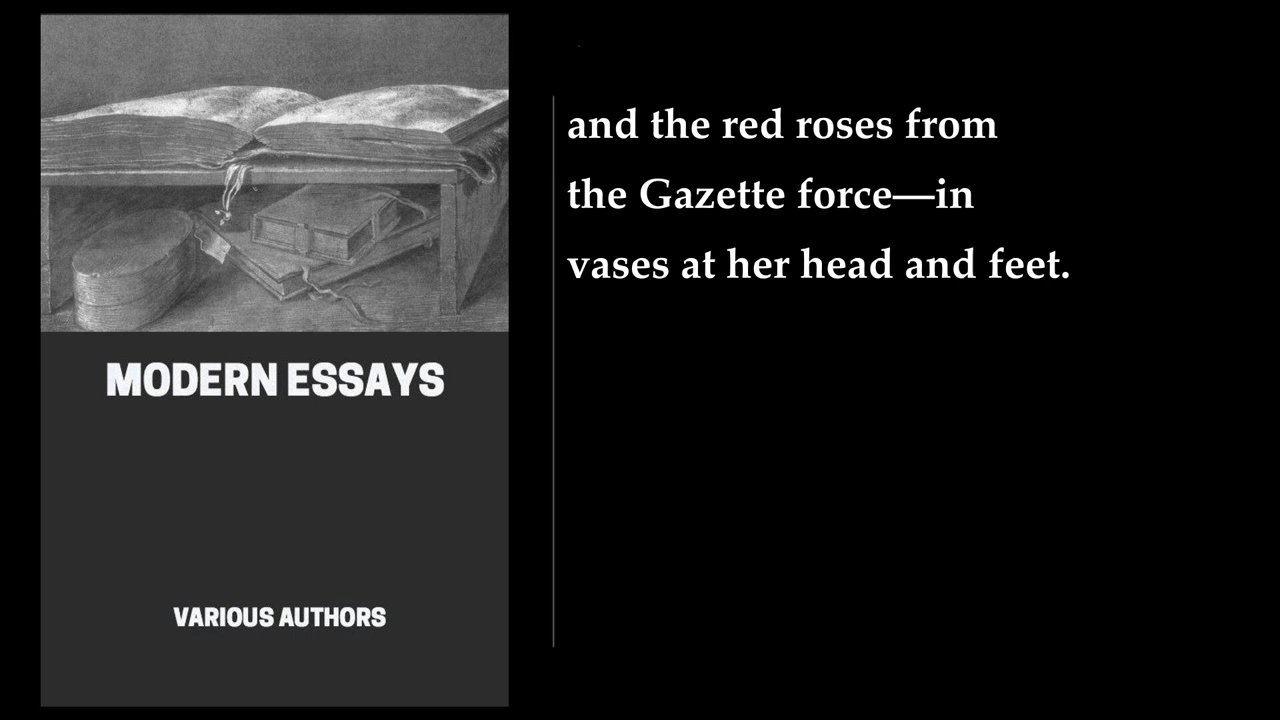 MODERN ESSAYS
VARIOUS AUTHORS
and the red roses from
the Gazette force—in
vases at her head and feet.